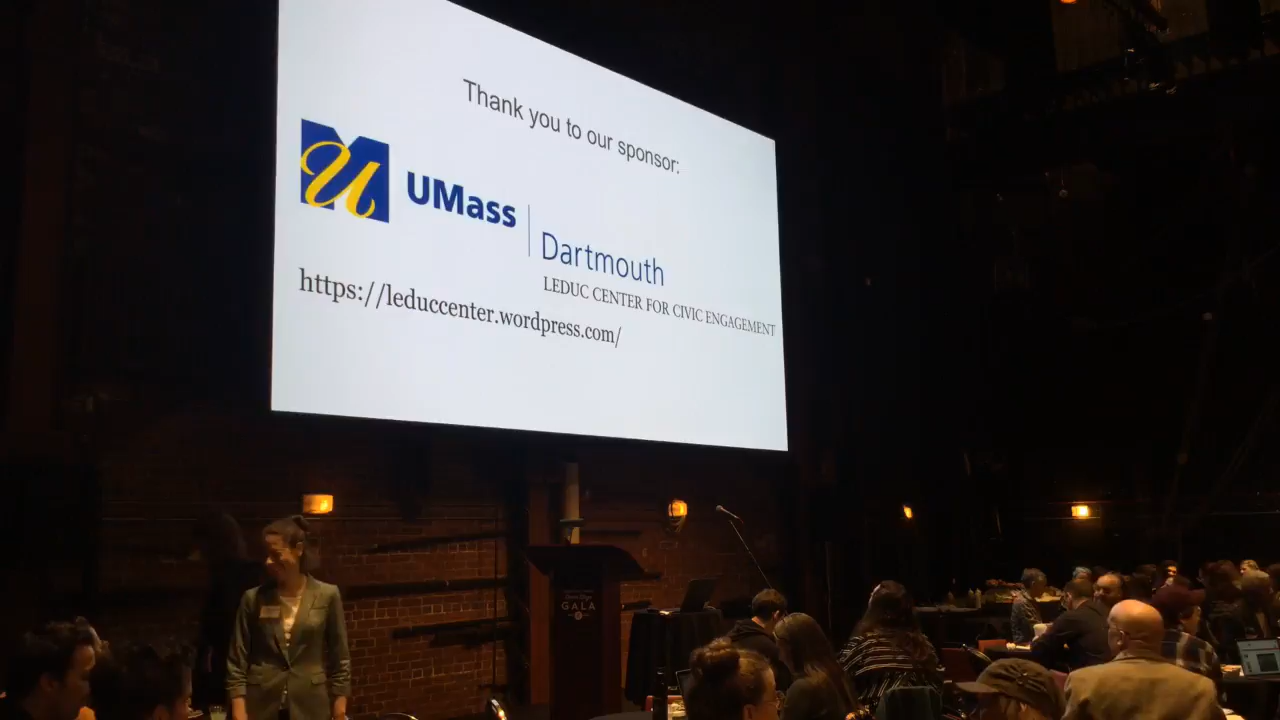 Thank you to our sponsor:
UMass
Dartmouth
LEDUC CENTER FOR CIVIC ENGAGEMENT
https://leduccenter.wordpress.com/
GALA